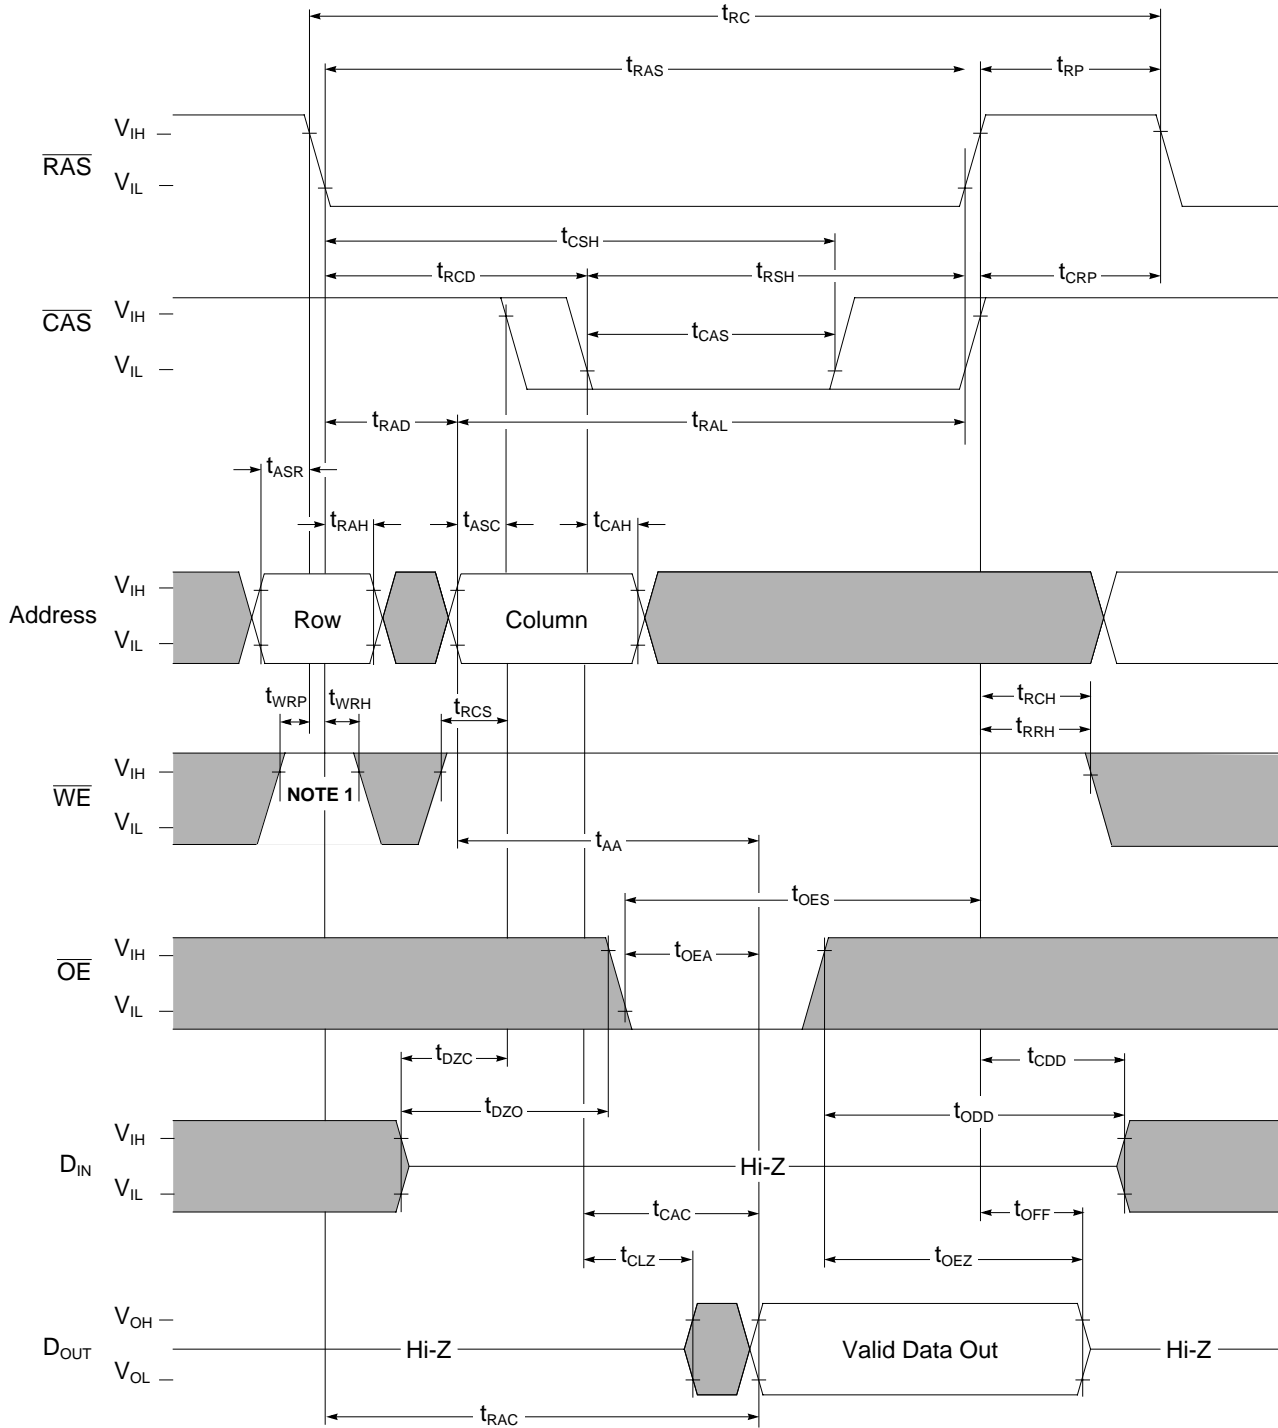 tRC
tRAS
tRP
VIH
RAS
VIL
tCSH
tRCD
tRSH
tCRP
VIH
CAS
tCAS
VIL
tRAD
tRAL
tASR
tRAH
tASC
tCAH
VIH
Address
Row
Column
VIL
tWRP
tWRH
tRCS
tRCH
tRRH
VIH
WE
NOTE 1
VIL
tAA
tOES
VIH
OE
tOEA
VIL
tDZC
tCDD
tDZO
tODD
VIH
DIN
Hi-Z
VIL
tCAC
tOFF
tCLZ
tOEZ
VOH
DOUT
Hi-Z
Valid Data Out
Hi-Z
VOL
tRAC